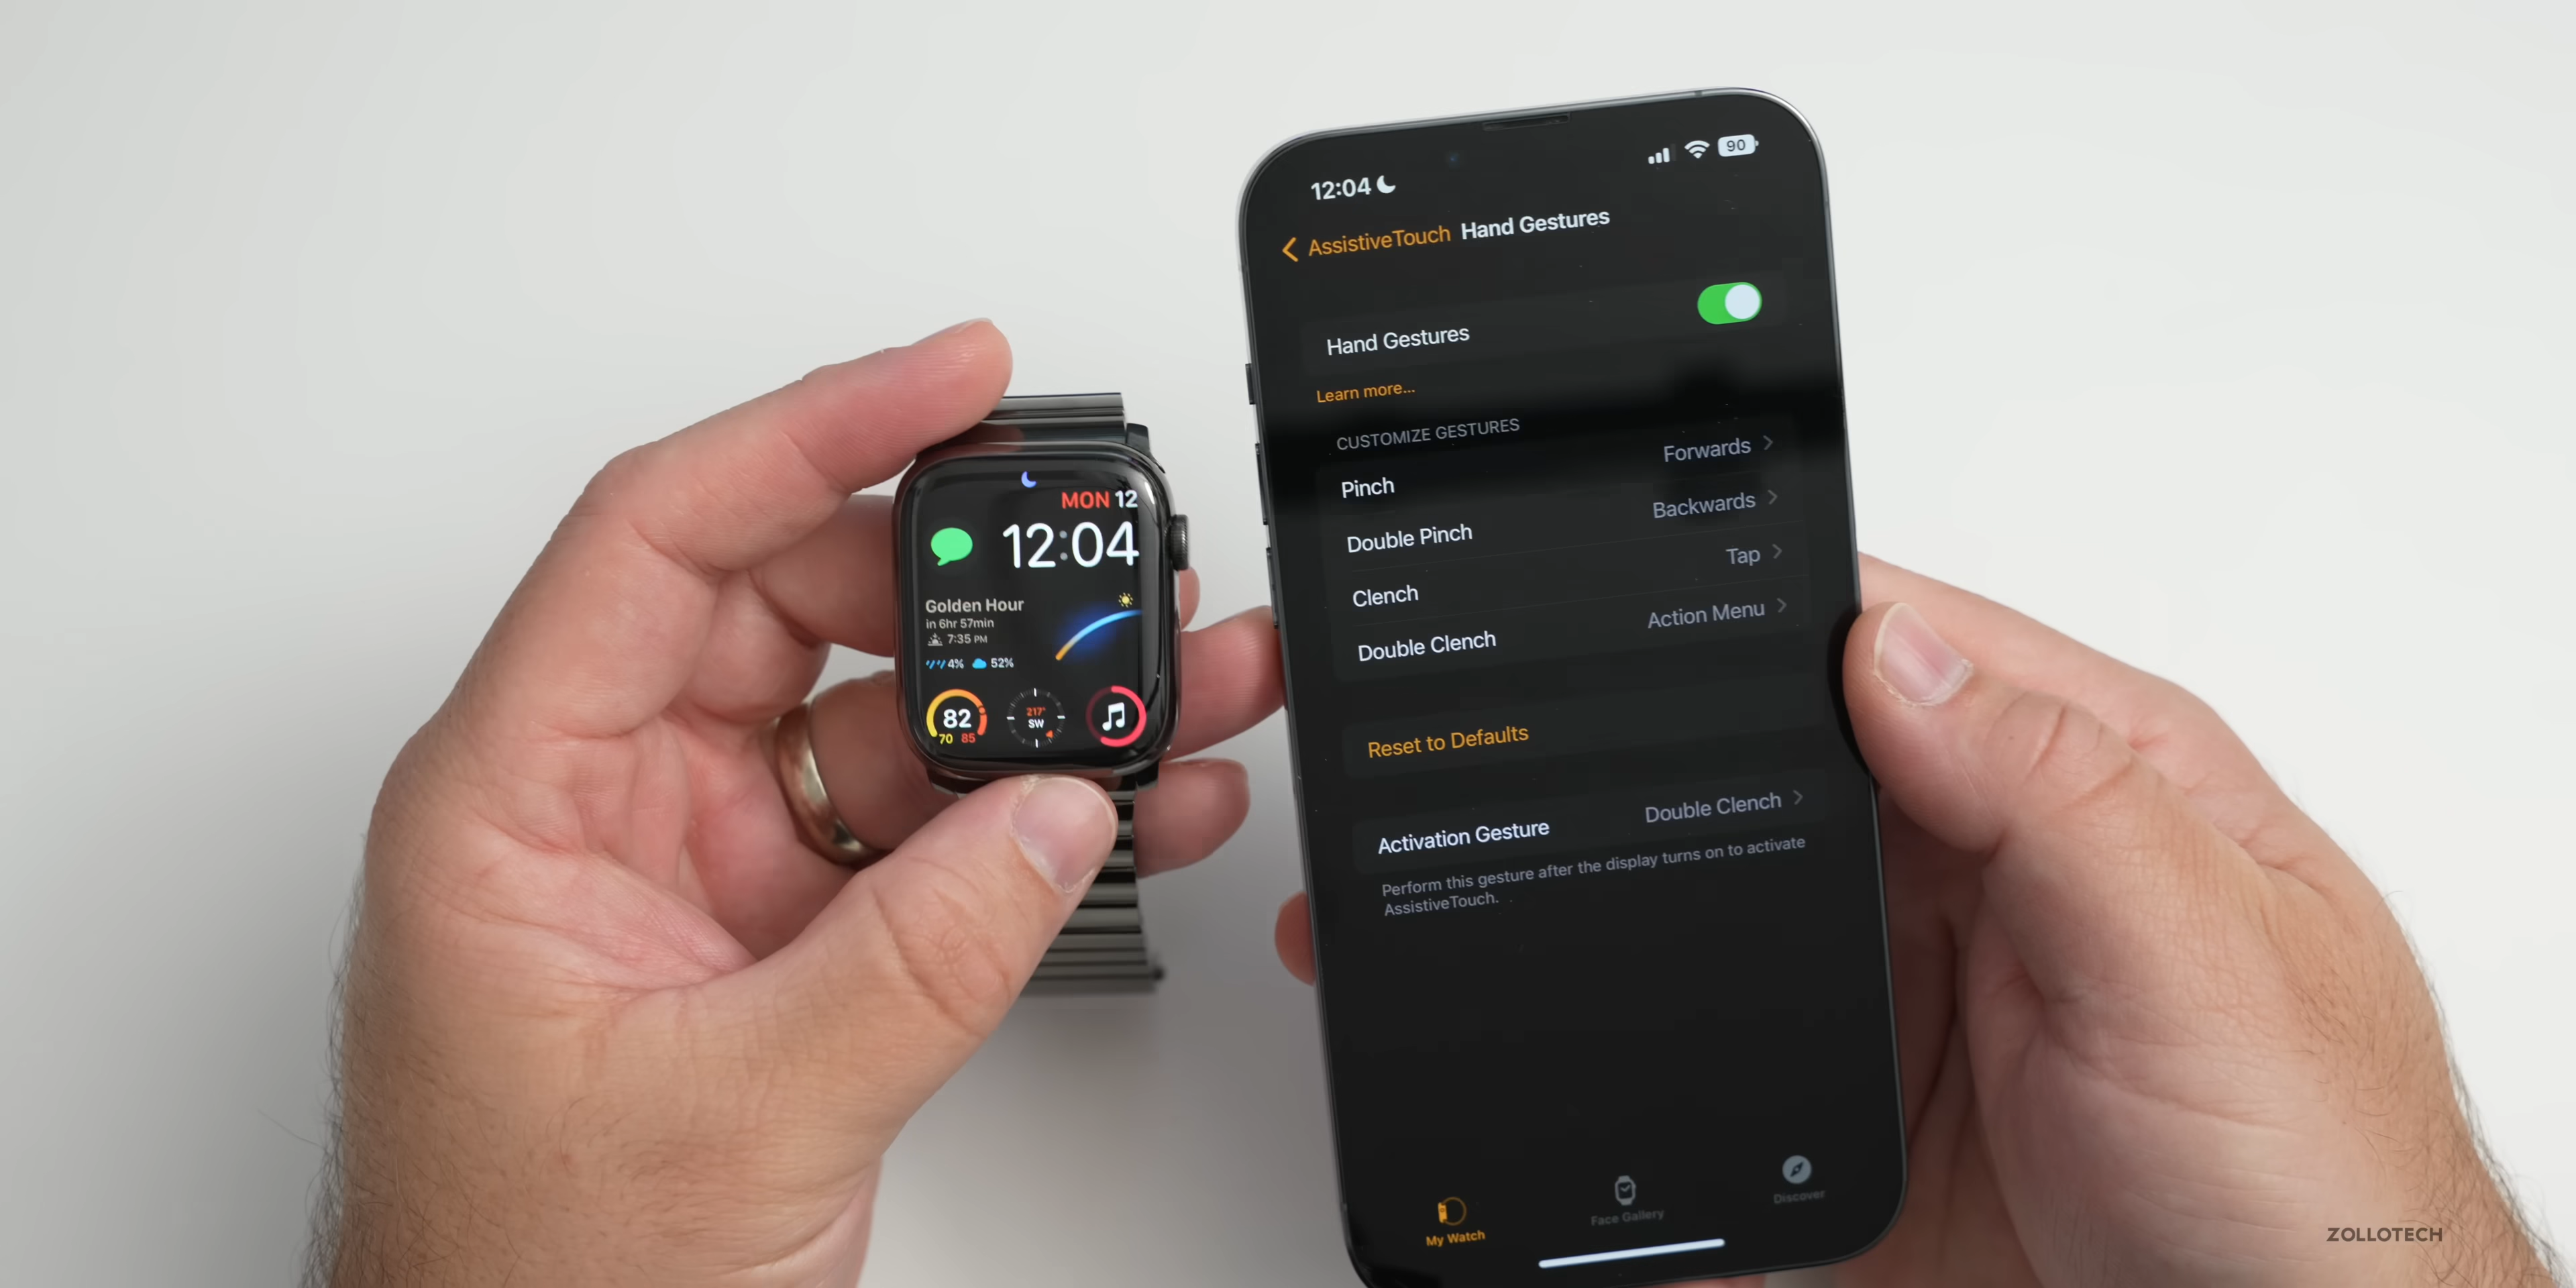 MON 12
12:04
Golden Hour
in 6hr 57min
7:35 PM
4% 52%
82
70 85
217°
SW
12:04
90
AssistiveTouch Hand Gestures
Hand Gestures
Learn more...
CUSTOMIZE GESTURES
Pinch Forwards
Double Pinch Backwards
Clench Tap
Double Clench Action Menu
Reset to Defaults
Activation Gesture Double Clench
Perform this gesture after the display turns on to activate
AssistiveTouch.
My Watch Face Gallery Discover
ZOLLOTECH